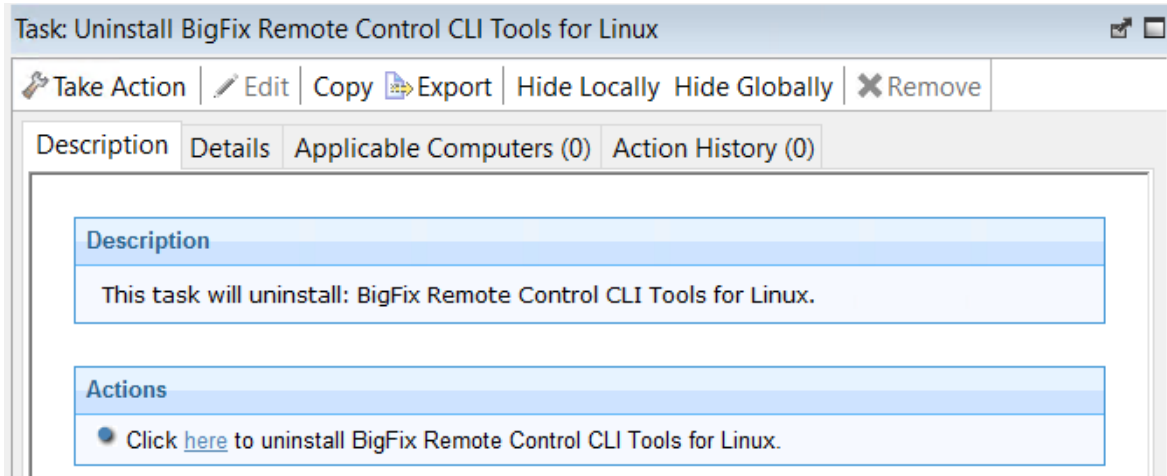 Task: Uninstall BigFix Remote Control CLI Tools for Linux
Take Action Edit Copy Export Hide Locally Hide Globally Remove
Description Details Applicable Computers (0) Action History (0)
Description
This task will uninstall: BigFix Remote Control CLI Tools for Linux.
Actions
Click here to uninstall BigFix Remote Control CLI Tools for Linux.